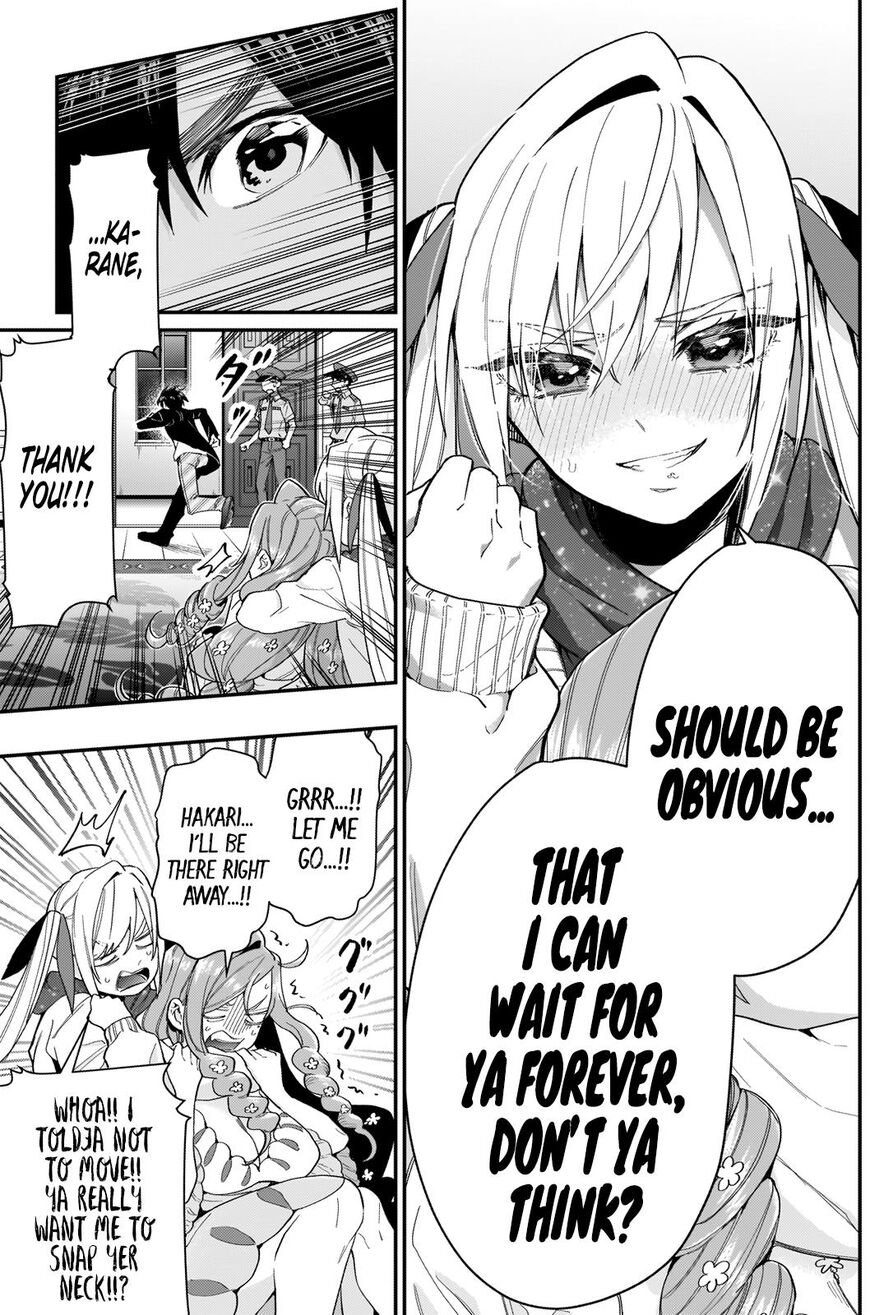 SHOULD BE
OBVIOUS...
THAT
I CAN
WAIT FOR
YA FOREVER,
DON'T YA
THINK?
...KA-
RANE,
THANK
YOU!!!
ダッ
GRRR...!!
LET ME
GO...!!
HAKARI...
I'LL BE
THERE RIGHT
AWAY...!!
グググ
WHOA!! I
TOLDJA NOT
TO MOVE!!
YA REALLY
WANT ME TO
SNAP YER
NECK!!?